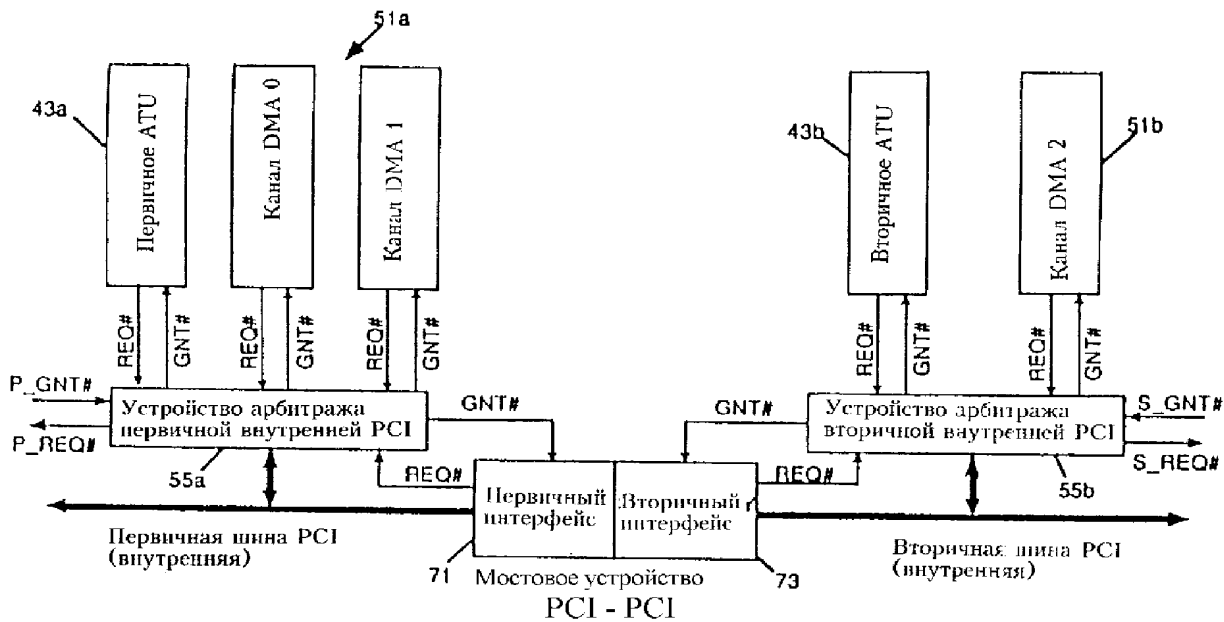 51a
43a
Первичное ATU
Канал DMA 0
Канал DMA 1
43b
Вторичное ATU
Канал DMA 2
51b
REQ#
GNT#
REQ#
GNT#
REQ#
GNT#
REQ#
GNT#
REQ#
GNT#
P_GNT#
P_REQ#
Устройство арбитража
первичной внутренней PCI
GNT#
GNT#
Устройство арбитража
вторичной внутренней PCI
S_GNT#
S_REQ#
55a
REQ#
REQ#
55b
Первичный
интерфейс
Вторичный
интерфейс
Первичная шина PCI
(внутренняя)
Вторичная шина PCI
(внутренняя)
71
73
Мостовое устройство
PCI - PCI